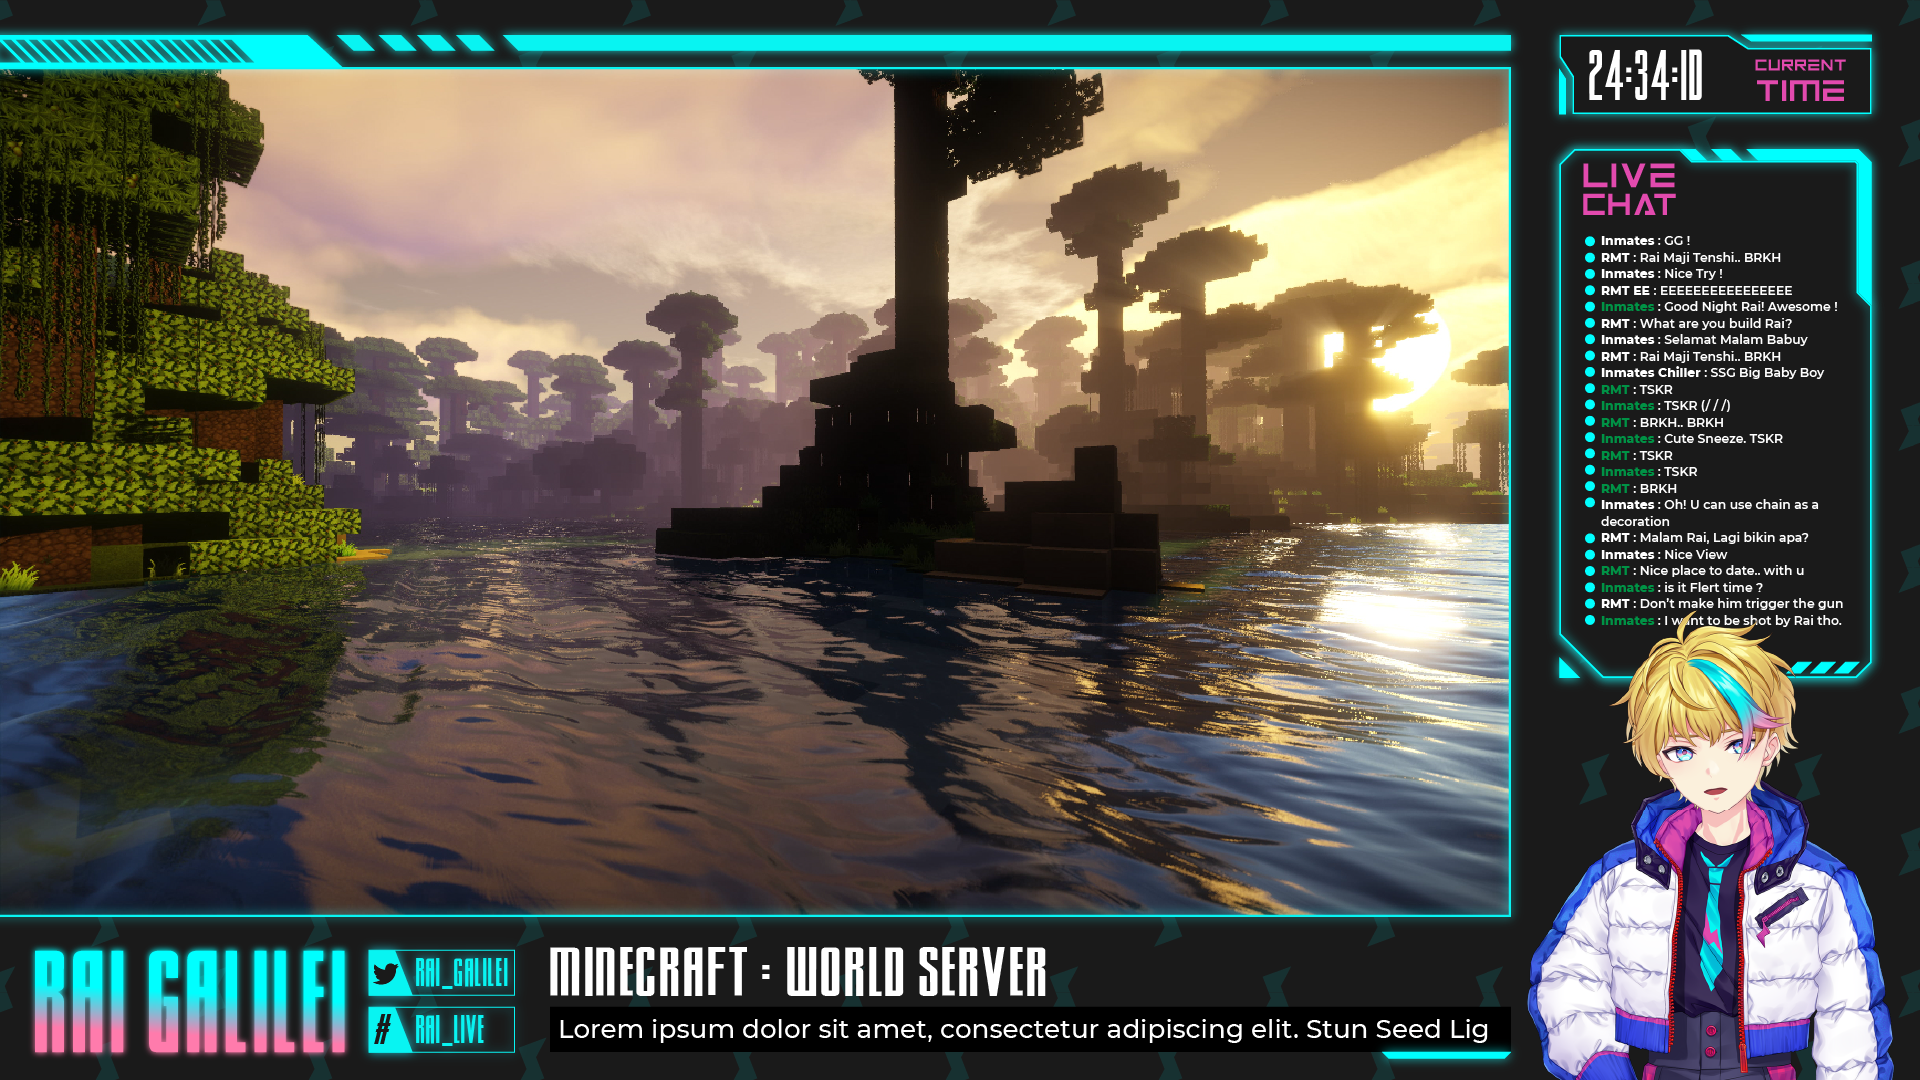 24:34:ID
CURRENT
TIME
LIVE
CHAT
Inmates : GG !
RMT : Rai Maji Tenshi.. BRKH
Inmates : Nice Try !
RMT EE : EEEEEEEEEEEEEEEE
Inmates : Good Night Rai! Awesome !
RMT : What are you build Rai?
Inmates : Selamat Malam Babuy
RMT : Rai Maji Tenshi.. BRKH
Inmates Chiller : SSG Big Baby Boy
RMT : TSKR
Inmates : TSKR (/ / /)
RMT : BRKH.. BRKH
Inmates : Cute Sneeze. TSKR
RMT : TSKR
Inmates : TSKR
RMT : BRKH
Inmates : Oh! U can use chain as a
decoration
RMT : Malam Rai, Lagi bikin apa?
Inmates : Nice View
RMT : Nice place to date.. with u
Inmates : is it Flert time ?
RMT : Don't make him trigger the gun
Inmates : I want to be shot by Rai tho.
RAI GALILEI
RAI_GALILEI
# RAI_LIVE
MINECRAFT : WORLD SERVER
Lorem ipsum dolor sit amet, consectetur adipiscing elit. Stun Seed Lig